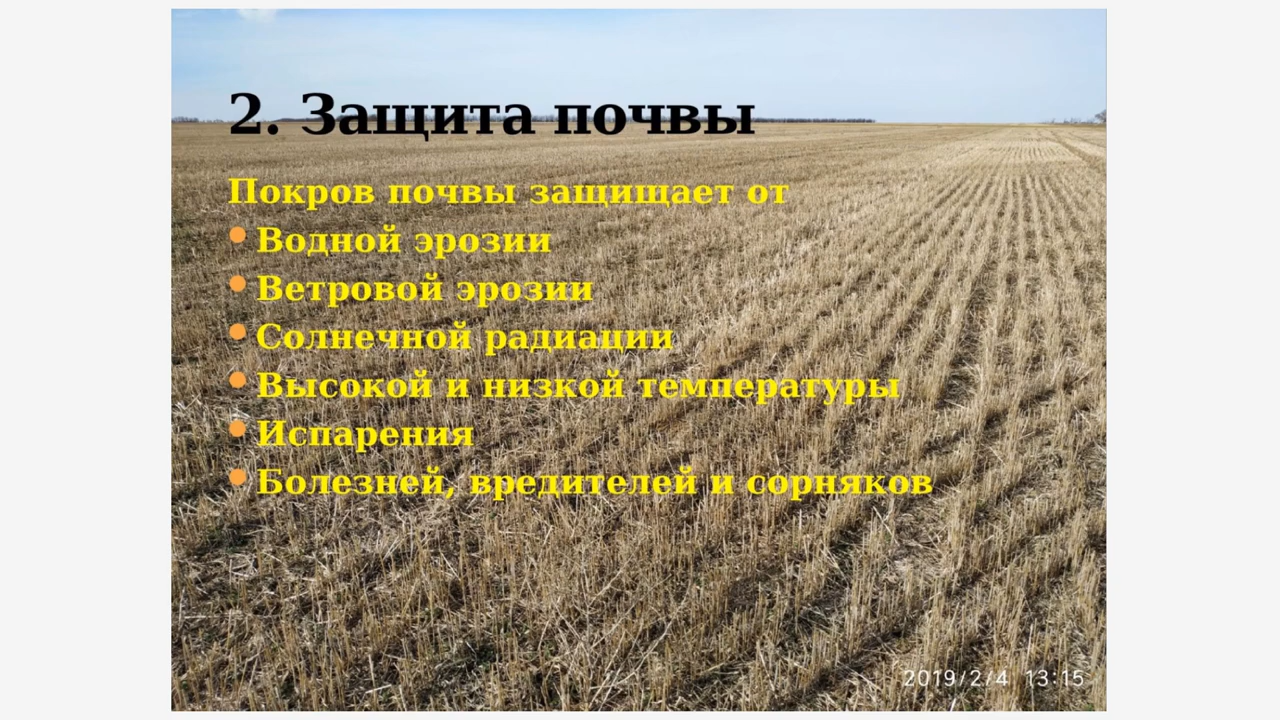 2. Защита почвы
Покров почвы защищает от
Водной эрозии
Ветровой эрозии
Солнечной радиации
Высокой и низкой температуры
Испарения
Болезней, вредителей и сорняков
2019/2/4 13:15